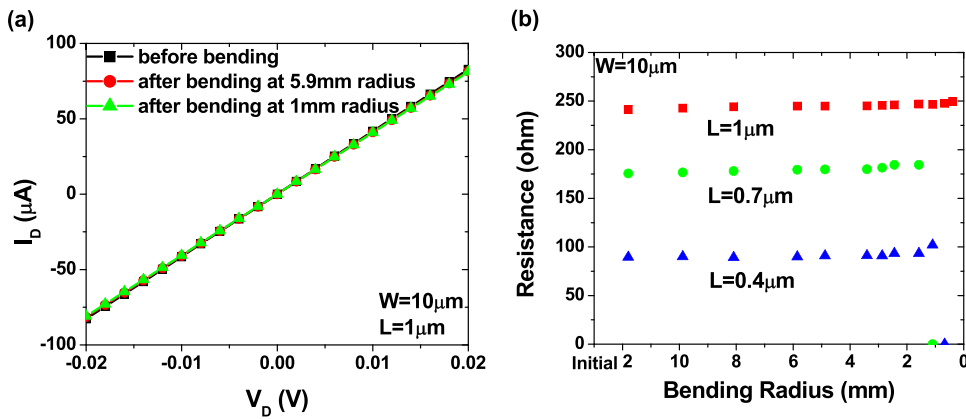 (a)
100
50
0
-50
-100
I_D (μA)
before bending
after bending at 5.9mm radius
after bending at 1mm radius
W=10μm
L=1μm
-0.02
-0.01
0.00
0.01
0.02
V_D (V)
(b)
300
250
200
150
100
50
0
Resistance (ohm)
W=10μm
L=1μm
L=0.7μm
L=0.4μm
Initial 12
10
8
6
4
2
0
Bending Radius (mm)